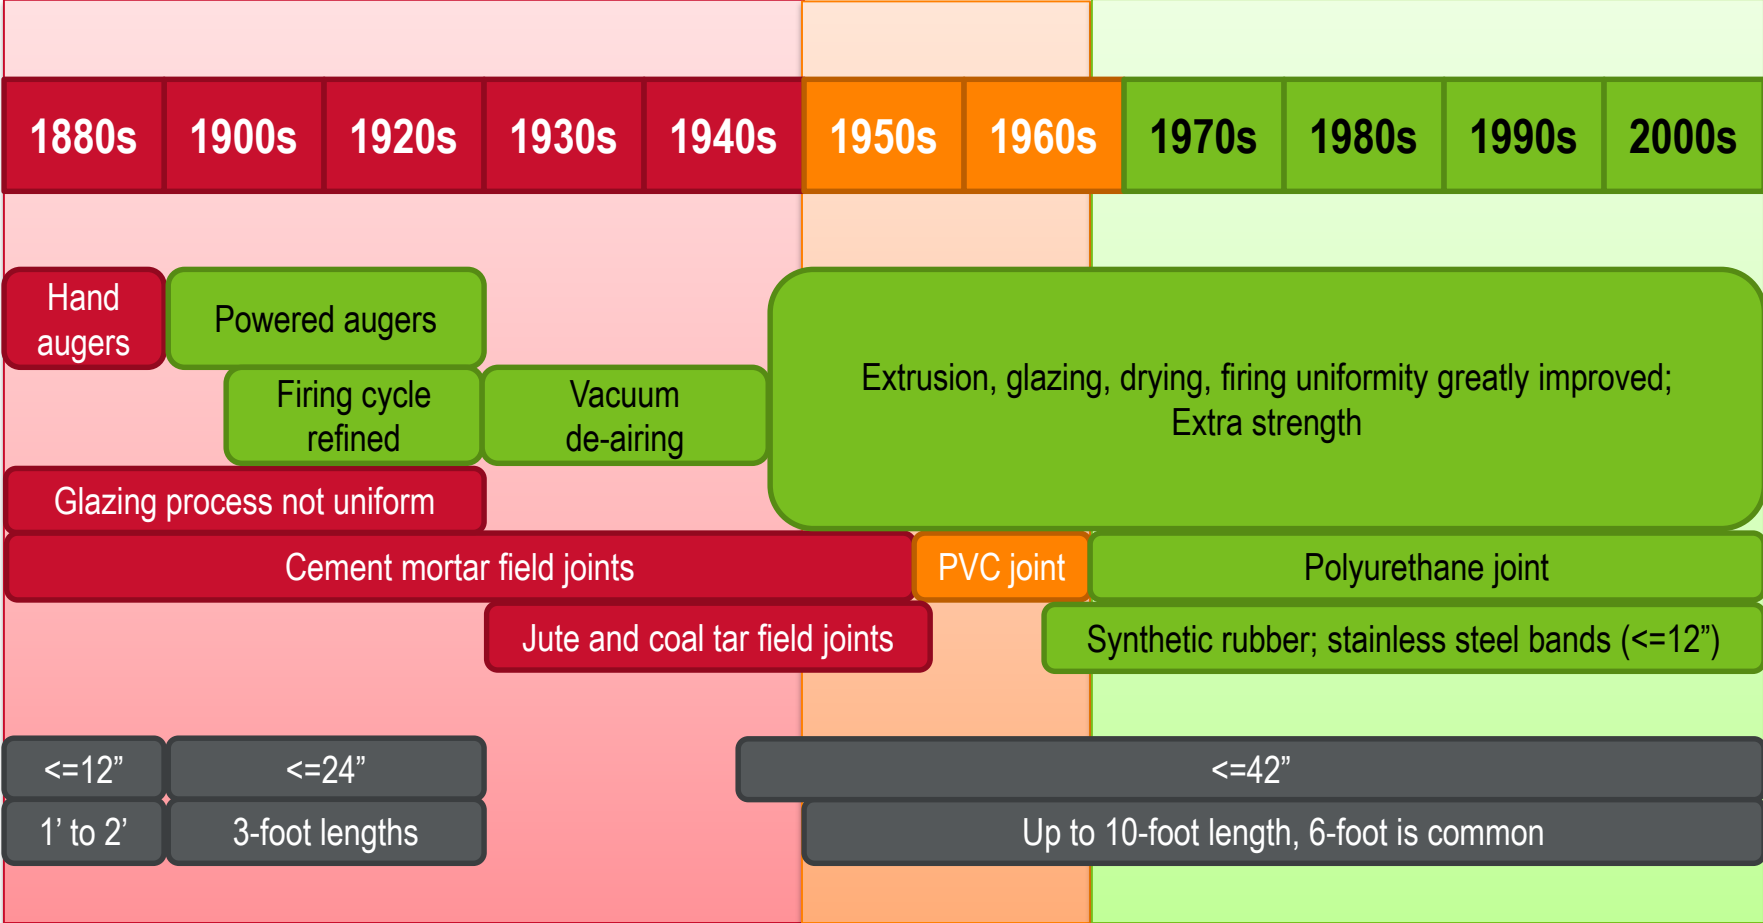 1880s 1900s 1920s 1930s 1940s 1950s 1960s 1970s 1980s 1990s 2000s
Hand
augers
Powered augers
Firing cycle
refined
Vacuum
de-airing
Extrusion, glazing, drying, firing uniformity greatly improved;
Extra strength
Glazing process not uniform
Cement mortar field joints
PVC joint
Polyurethane joint
Jute and coal tar field joints
Synthetic rubber; stainless steel bands (<=12”)
<=12”
<=24”
<=42”
1’ to 2’
3-foot lengths
Up to 10-foot length, 6-foot is common